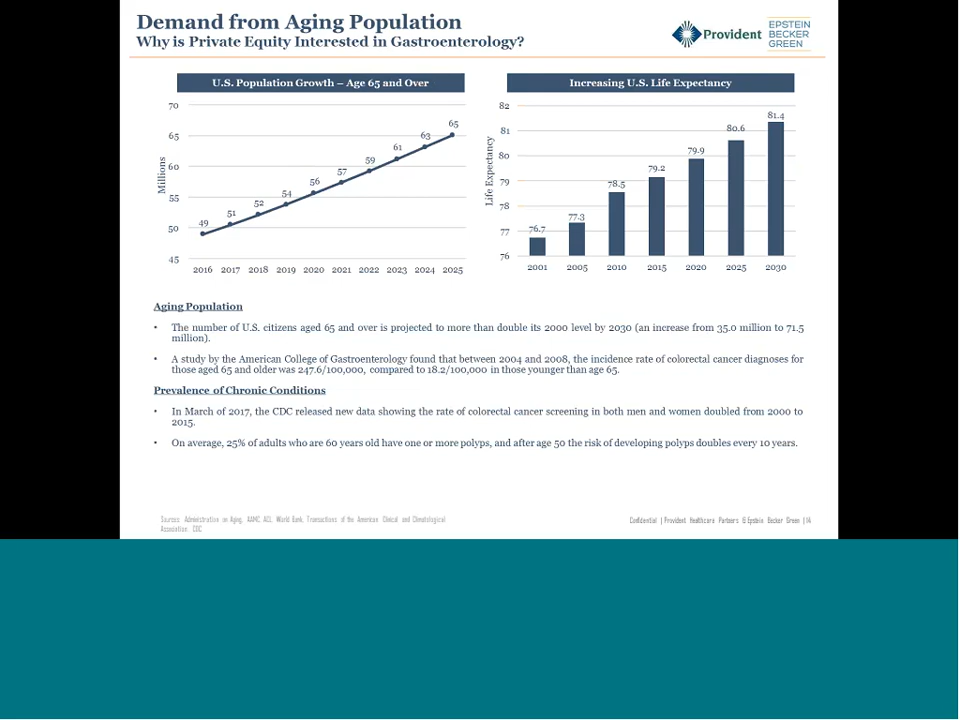 Demand from Aging Population
Why is Private Equity Interested in Gastroenterology?
Provident
EPSTEIN
BECKER
GREEN
U.S. Population Growth – Age 65 and Over
Millions
70
65
60
55
50
45
49
51
52
54
56
57
59
61
63
65
2016 2017 2018 2019 2020 2021 2022 2023 2024 2025
Increasing U.S. Life Expectancy
Life Expectancy
82
81
80
79
78
77
76
76.7
77.3
78.5
79.2
79.9
80.6
81.4
2001 2005 2010 2015 2020 2025 2030
Aging Population
• The number of U.S. citizens aged 65 and over is projected to more than double its 2000 level by 2030 (an increase from 35.0 million to 71.5
million).
• A study by the American College of Gastroenterology found that between 2004 and 2008, the incidence rate of colorectal cancer diagnoses for
those aged 65 and older was 247.6/100,000, compared to 18.2/100,000 in those younger than age 65.
Prevalence of Chronic Conditions
• In March of 2017, the CDC released new data showing the rate of colorectal cancer screening in both men and women doubled from 2000 to
2015.
• On average, 25% of adults who are 60 years old have one or more polyps, and after age 50 the risk of developing polyps doubles every 10 years.
Sources: Administration on Aging, AAMC, ACL, World Bank, Transactions of the American Clinical and Climatological
Association, CDC
Confidential | Provident Healthcare Partners & Epstein Becker Green | 14